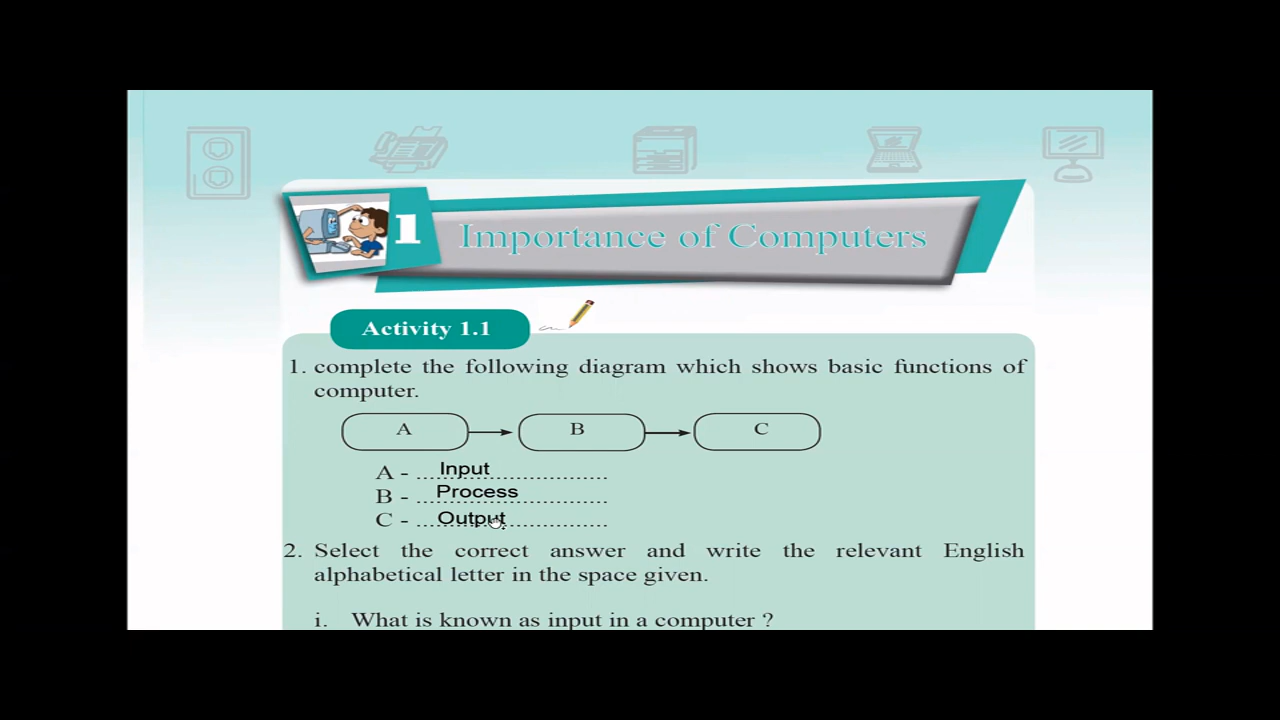 1 Importance of Computers
Activity 1.1
1. complete the following diagram which shows basic functions of
computer.
A B C
A - ... Input ...................
B - ... Process ...............
C - ... Output .................
2. Select the correct answer and write the relevant English
alphabetical letter in the space given.
i. What is known as input in a computer ?